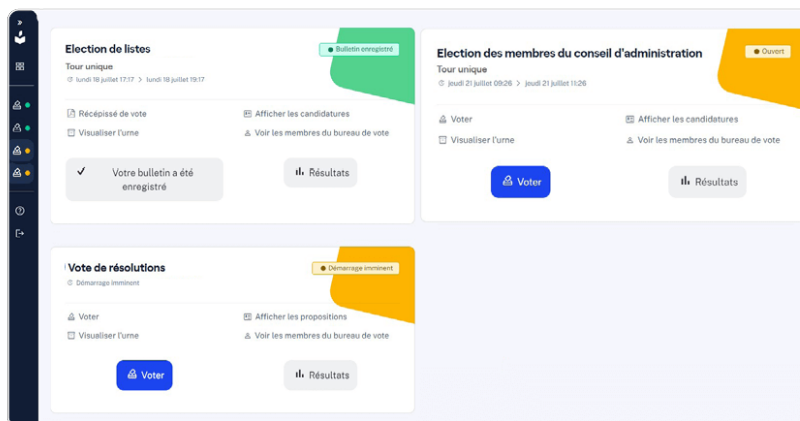 Election de listes
Bulletin enregistré
Tour unique
lundi 18 juillet 17:17 > lundi 18 juillet 19:17
Récépissé de vote
Afficher les candidatures
Visualiser l'urne
Voir les membres du bureau de vote
Votre bulletin a été
enregistré
Résultats
Election des membres du conseil d'administration
Ouvert
Tour unique
jeudi 21 juillet 09:26 > jeudi 21 juillet 11:26
Voter
Afficher les candidatures
Visualiser l'urne
Voir les membres du bureau de vote
Voter
Résultats
Vote de résolutions
Démarrage imminent
Démarrage imminent
Voter
Afficher les propositions
Visualiser l'urne
Voir les membres du bureau de vote
Voter
Résultats